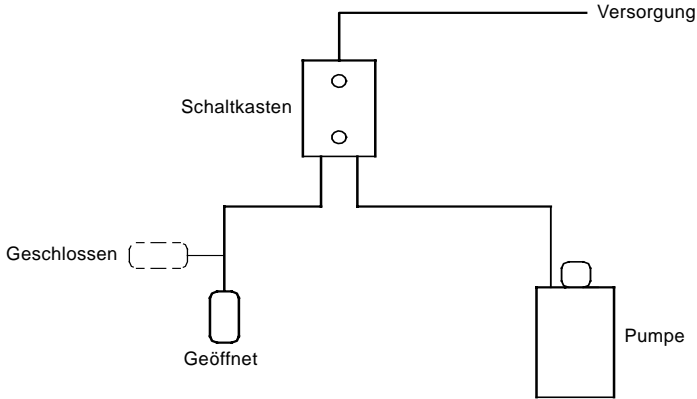 Versorgung
Schaltkasten
Geschlossen
Pumpe
Geöffnet